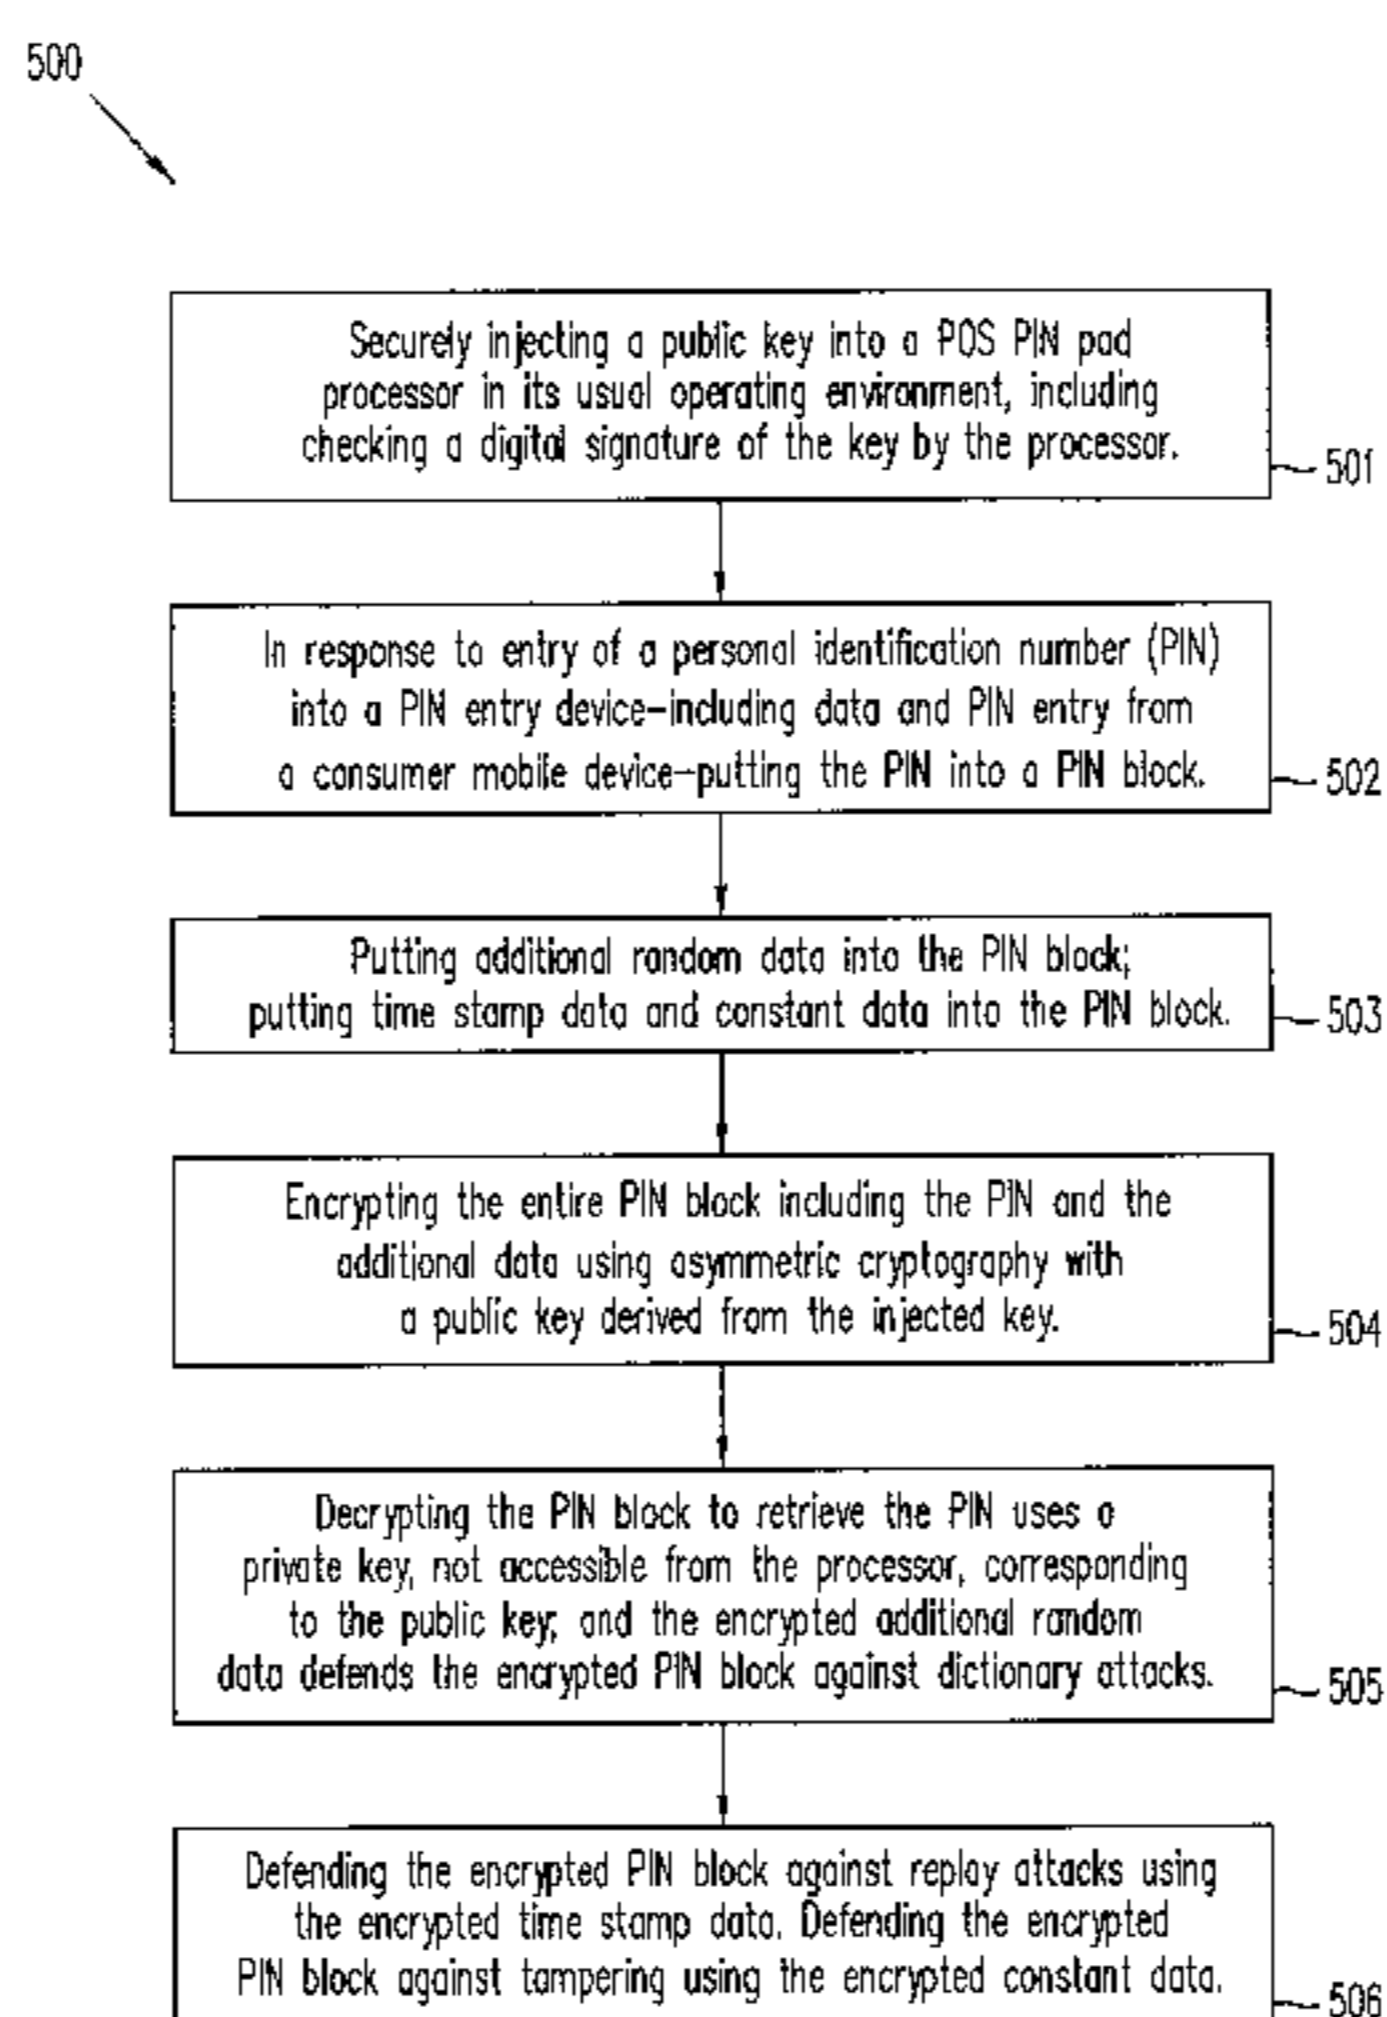 500
Securely injecting a public key into a POS PIN pad
processor in its usual operating environment, including
checking a digital signature of the key by the processor.
501
In response to entry of a personal identification number (PIN)
into a PIN entry device-including data and PIN entry from
a consumer mobile device-putting the PIN into a PIN block.
502
Putting additional random data into the PIN block;
putting time stamp data and constant data into the PIN block.
503
Encrypting the entire PIN block including the PIN and the
additional data using asymmetric cryptography with
a public key derived from the injected key.
504
Decrypting the PIN block to retrieve the PIN uses a
private key, not accessible from the processor, corresponding
to the public key; and the encrypted additional random
data defends the encrypted PIN block against dictionary attacks.
505
Defending the encrypted PIN block against replay attacks using
the encrypted time stamp data. Defending the encrypted
PIN block against tampering using the encrypted constant data.
506